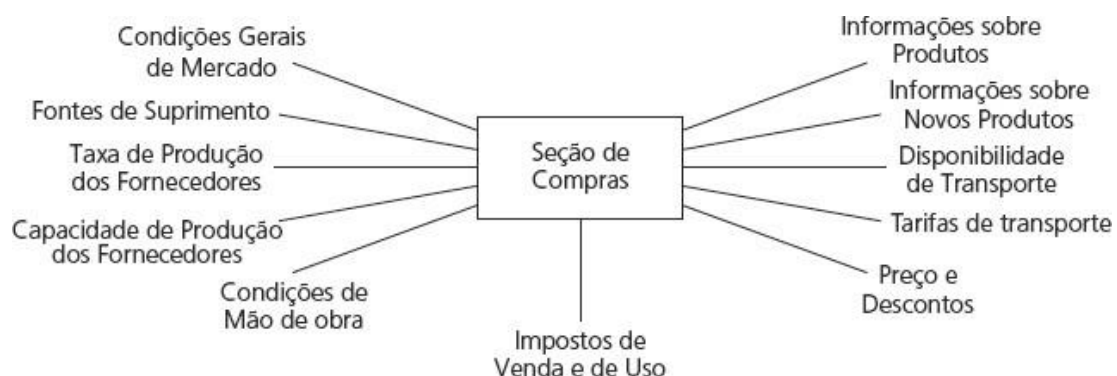 Condições Gerais
de Mercado
Fontes de Suprimento
Taxa de Produção
dos Fornecedores
Capacidade de Produção
dos Fornecedores
Condições de
Mão de obra
Seção de
Compras
Impostos de
Venda e de Uso
Informações sobre
Produtos
Informações sobre
Novos Produtos
Disponibilidade
de Transporte
Tarifas de transporte
Preço e
Descontos